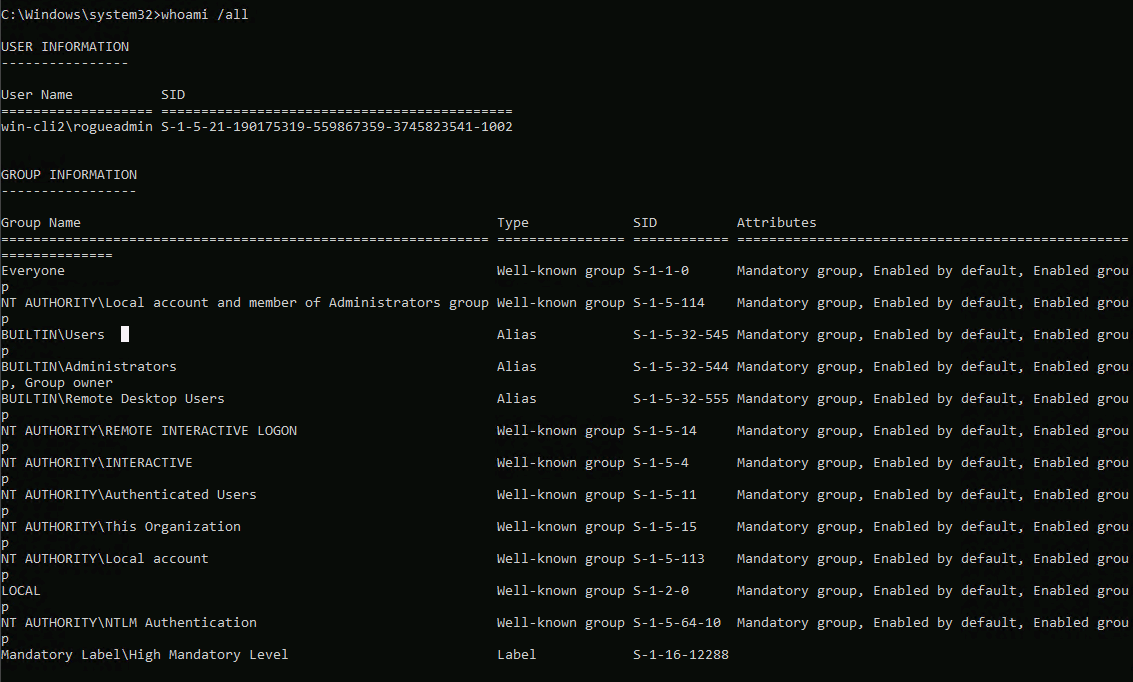 C:\Windows\system32>whoami /all
USER INFORMATION
----------------
User Name           SID
=================== ============================================
win-cli2\rogueadmin S-1-5-21-190175319-559867359-3745823541-1002
GROUP INFORMATION
-----------------
Group Name                                                    Type             SID          Attributes
============================================================= ================ ============ =================================================
==============
Everyone                                                      Well-known group S-1-1-0      Mandatory group, Enabled by default, Enabled grou
p
NT AUTHORITY\Local account and member of Administrators group Well-known group S-1-5-114    Mandatory group, Enabled by default, Enabled grou
p
BUILTIN\Users                                                 Alias            S-1-5-32-545 Mandatory group, Enabled by default, Enabled grou
p
BUILTIN\Administrators                                        Alias            S-1-5-32-544 Mandatory group, Enabled by default, Enabled grou
p, Group owner
BUILTIN\Remote Desktop Users                                  Alias            S-1-5-32-555 Mandatory group, Enabled by default, Enabled grou
p
NT AUTHORITY\REMOTE INTERACTIVE LOGON                         Well-known group S-1-5-14     Mandatory group, Enabled by default, Enabled grou
p
NT AUTHORITY\INTERACTIVE                                      Well-known group S-1-5-4      Mandatory group, Enabled by default, Enabled grou
p
NT AUTHORITY\Authenticated Users                              Well-known group S-1-5-11     Mandatory group, Enabled by default, Enabled grou
p
NT AUTHORITY\This Organization                                Well-known group S-1-5-15     Mandatory group, Enabled by default, Enabled grou
p
NT AUTHORITY\Local account                                    Well-known group S-1-5-113    Mandatory group, Enabled by default, Enabled grou
p
LOCAL                                                         Well-known group S-1-2-0      Mandatory group, Enabled by default, Enabled grou
p
NT AUTHORITY\NTLM Authentication                              Well-known group S-1-5-64-10  Mandatory group, Enabled by default, Enabled grou
p
Mandatory Label\High Mandatory Level                          Label            S-1-16-12288